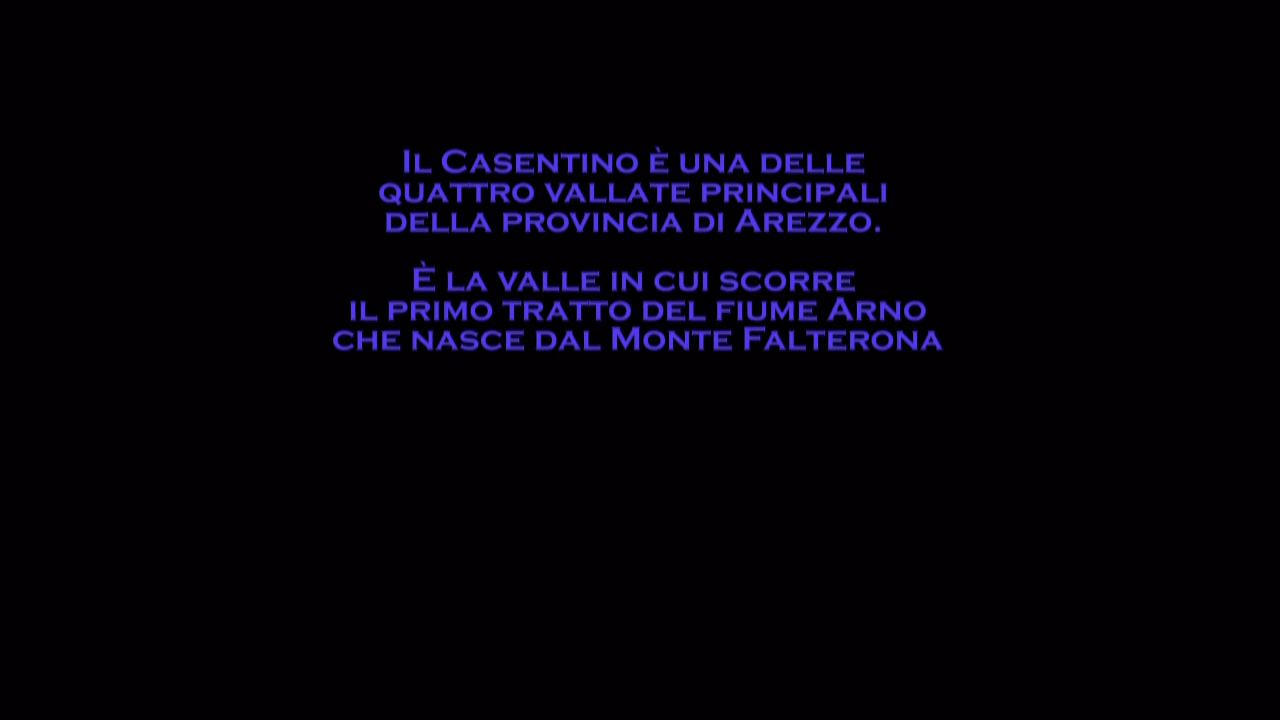 Il Casentino è una delle
quattro vallate principali
della provincia di Arezzo.
È la valle in cui scorre
il primo tratto del fiume Arno
che nasce dal Monte Falterona